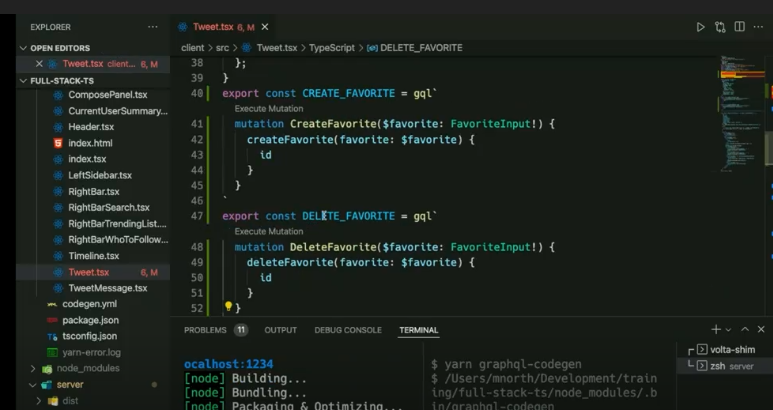 EXPLORER
OPEN EDITORS
Tweet.tsx client... 6, M
FULL-STACK-TS
ComposePanel.tsx
CurrentUserSummary...
Header.tsx
index.html
index.tsx
LeftSidebar.tsx
RightBar.tsx
RightBarSearch.tsx
RightBarTrendingList....
RightBarWhoToFollow...
Timeline.tsx
Tweet.tsx 6, M
TweetMessage.tsx
codegen.yml
package.json
tsconfig.json
yarn-error.log
node_modules
server
dist
Tweet.tsx 6, M
client > src > Tweet.tsx > TypeScript > DELETE_FAVORITE
38 };
39 }
40 export const CREATE_FAVORITE = gql`
Execute Mutation
41 mutation CreateFavorite($favorite: FavoriteInput!) {
42 createFavorite(favorite: $favorite) {
43 id
44 }
45 }
46 `
47 export const DELETE_FAVORITE = gql`
Execute Mutation
48 mutation DeleteFavorite($favorite: FavoriteInput!) {
49 deleteFavorite(favorite: $favorite) {
50 id
51 }
52 }
PROBLEMS 11 OUTPUT DEBUG CONSOLE TERMINAL
ocalhost:1234
[node] Building...
[node] Bundling...
[node] Packaging & Optimizing...
$ yarn graphql-codegen
$ /Users/mnorth/Development/train
ing/full-stack-ts/node_modules/.b
in/graphql-codegen
volta-shim
zsh server